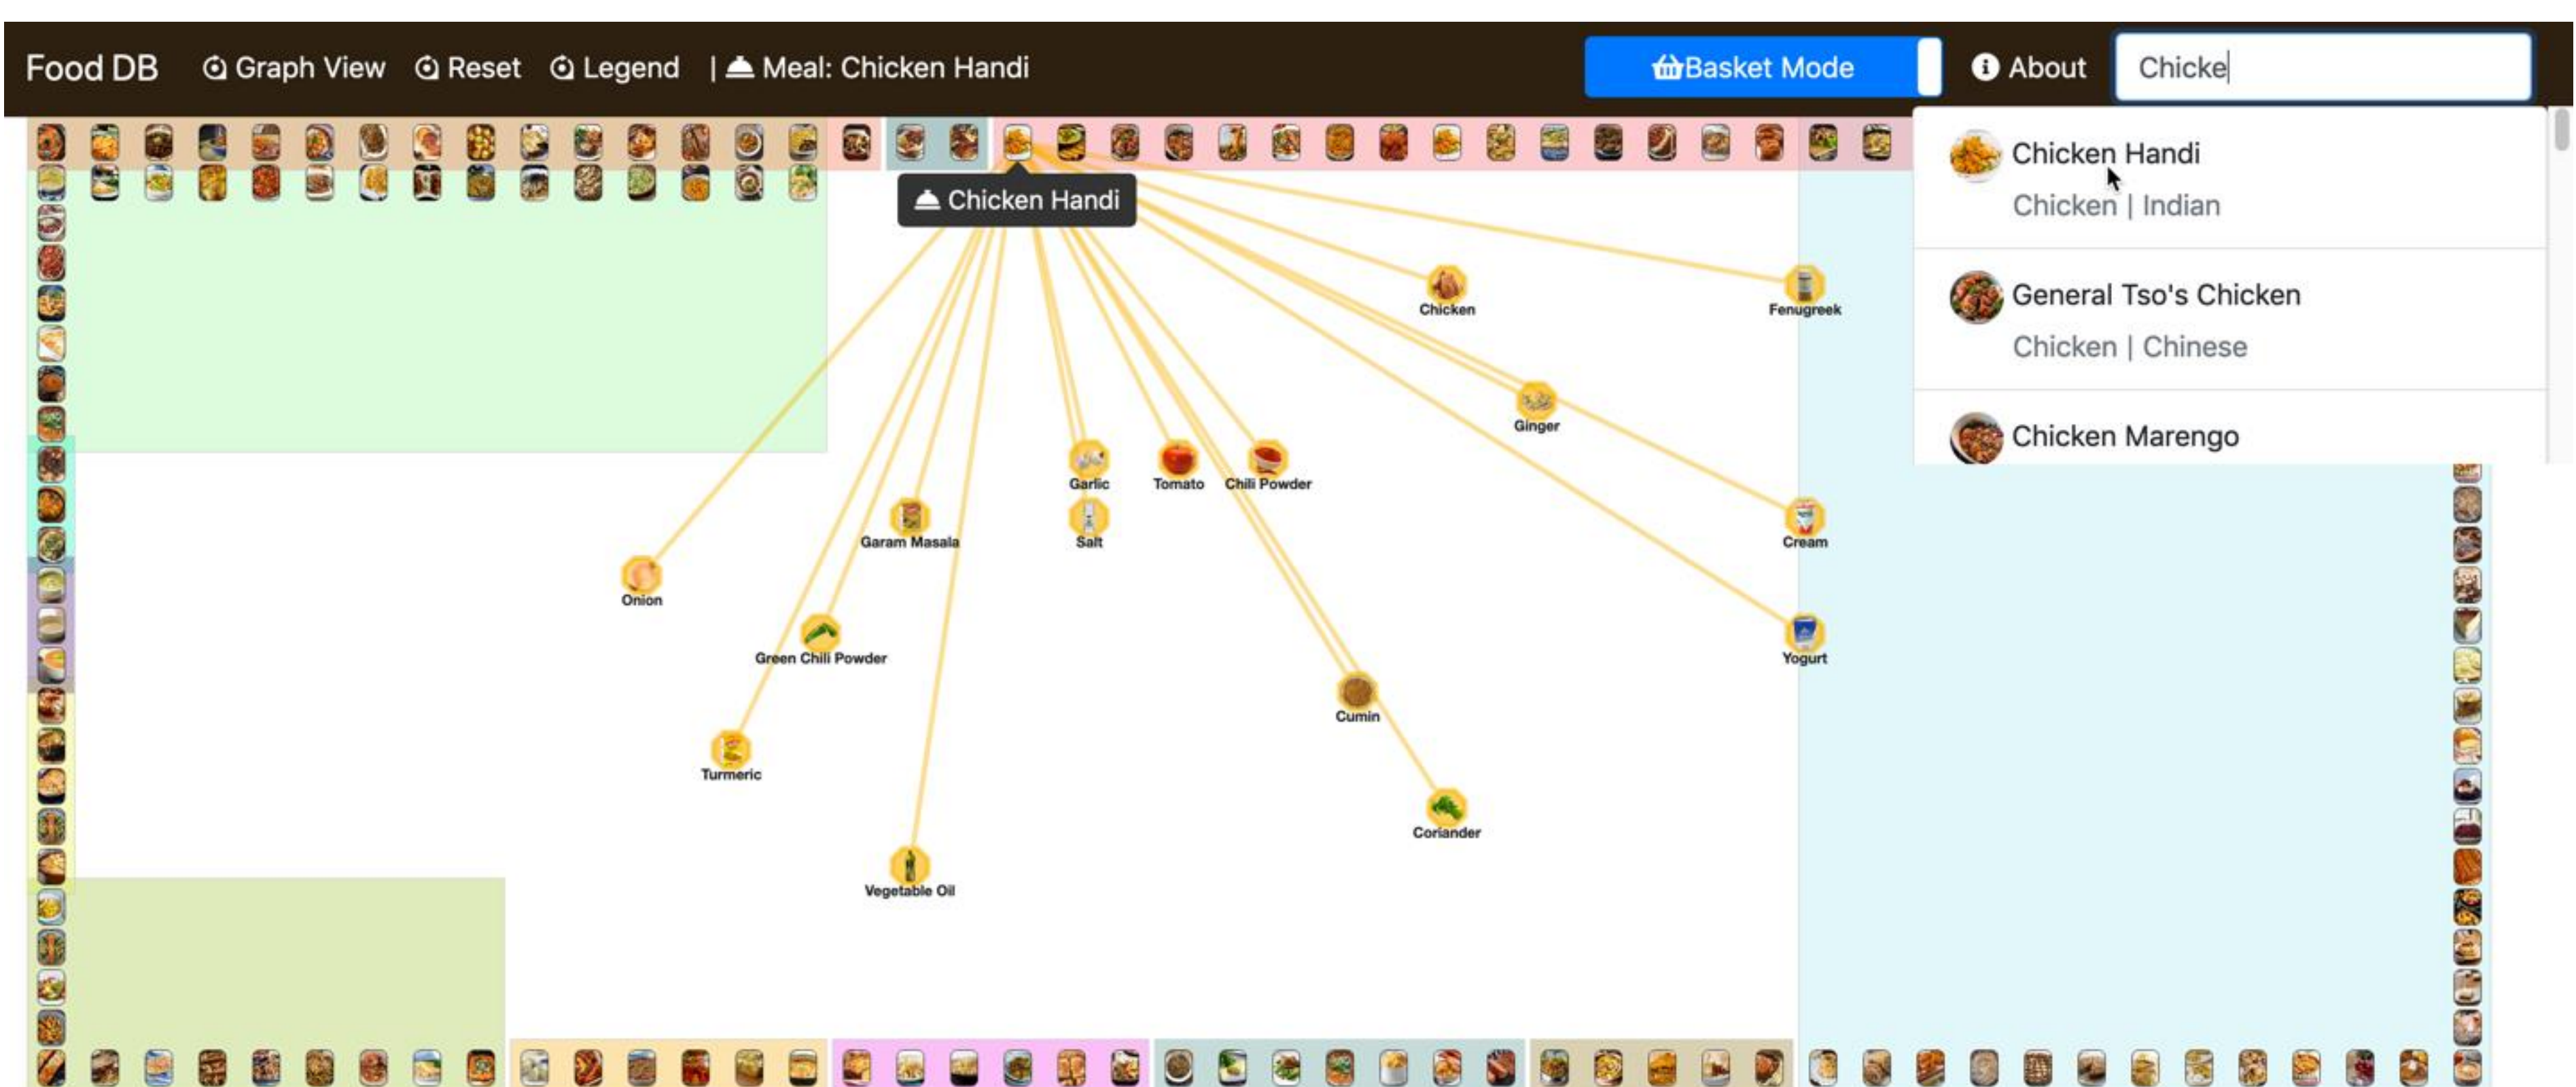 Food DB Graph View Reset Legend | Meal: Chicken Handi Basket Mode About Chicke
Chicken Handi
Chicken | Indian
General Tso's Chicken
Chicken | Chinese
Chicken Marengo
Chicken Handi
Chicken
Fenugreek
Ginger
Garlic
Tomato
Chili Powder
Garam Masala
Salt
Cream
Onion
Green Chili Powder
Yogurt
Cumin
Turmeric
Coriander
Vegetable Oil